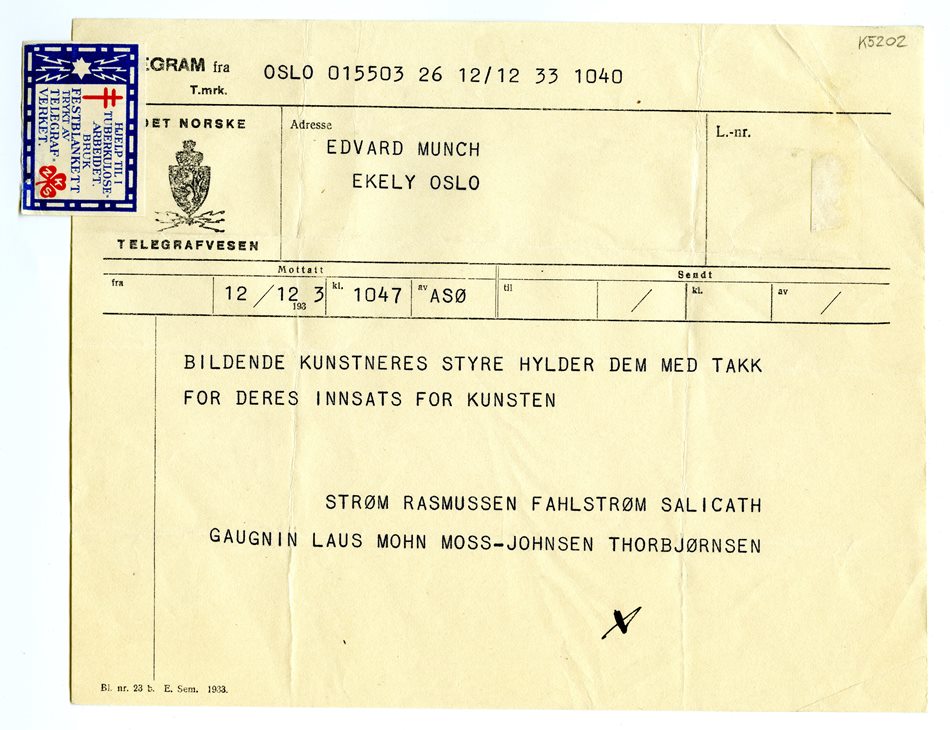 K5202
EGRAM fra OSLO 015503 26 12/12 33 1040
T.mrk.
HJELP TIL I
TUBERKULOSE-
ARBEIDET.
BRUK
FESTBLANKETT
TRYKT AV
TELEGRAF-
VERKET.
N.K.S
DET NORSKE
TELEGRAFVESEN
Adresse
EDVARD MUNCH
EKELY OSLO
L.-nr.
Mottatt Sendt
fra 12/12 193 3 kl. 1047 av ASØ til / kl. av /
BILDENDE KUNSTNERES STYRE HYLDER DEM MED TAKK
FOR DERES INNSATS FOR KUNSTEN
STRØM RASMUSSEN FAHLSTRØM SALICATH
GAUGNIN LAUS MOHN MOSS-JOHNSEN THORBJØRNSEN
Bl. nr. 23 b. E. Sem. 1933.